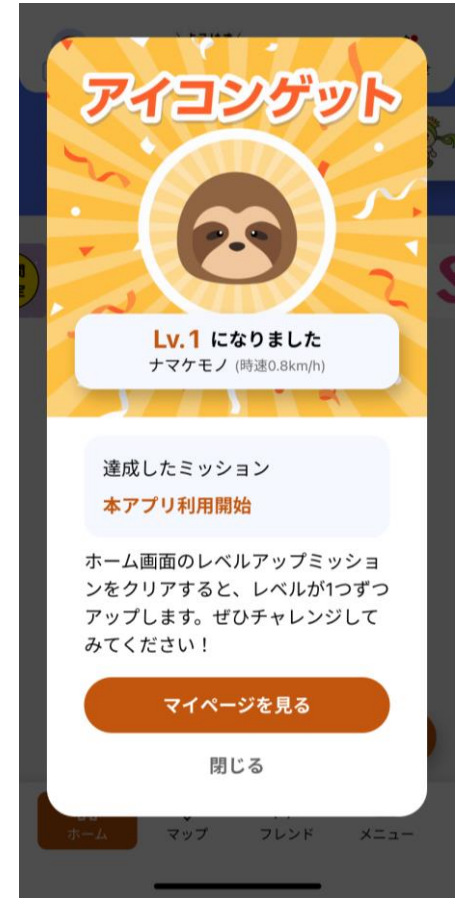 アイコンゲット
Lv.1 になりました
ナマケモノ (時速0.8km/h)
達成したミッション
本アプリ利用開始
ホーム画面のレベルアップミッショ
ンをクリアすると、レベルが1つずつ
アップします。ぜひチャレンジして
みてください！
マイページを見る
閉じる
ホーム
マップ
フレンド
メニュー